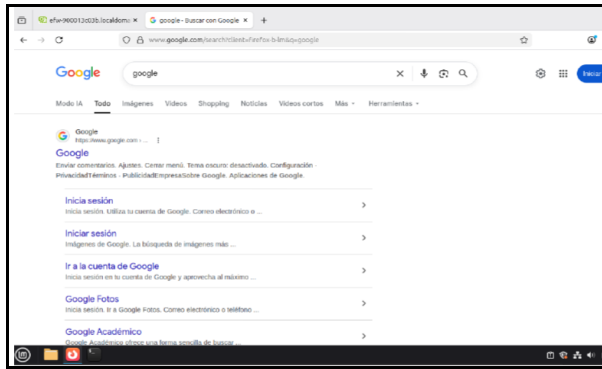 google - Buscar con Google
www.google.com/search?client=firefox-b-lm&q=google
Google
google
Iniciar
Modo IA Todo Imágenes Videos Shopping Noticias Videos cortos Más Herramientas
Google
https://www.google.com
Google
Enviar comentarios. Ajustes. Cerrar menú. Tema oscuro: desactivado. Configuración ·
PrivacidadTérminos · PublicidadEmpresaSobre Google. Aplicaciones de Google.
Inicia sesión
Inicia sesión. Utiliza tu cuenta de Google. Correo electrónico o ...
Iniciar sesión
Imágenes de Google. La búsqueda de imágenes más ...
Ir a la cuenta de Google
Inicia sesión en tu cuenta de Google y aprovecha al máximo ...
Google Fotos
Inicia sesión. Ir a Google Fotos. Correo electrónico o teléfono ...
Google Académico
Google Académico ofrece una forma sencilla de buscar ...